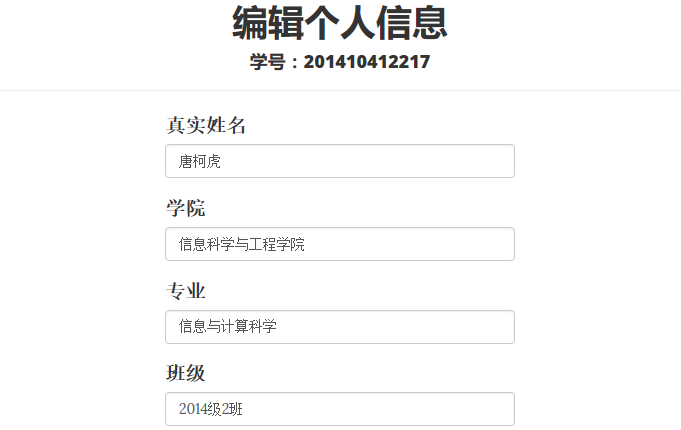 编辑个人信息
学号：201410412217
真实姓名
唐柯虎
学院
信息科学与工程学院
专业
信息与计算科学
班级
2014级2班